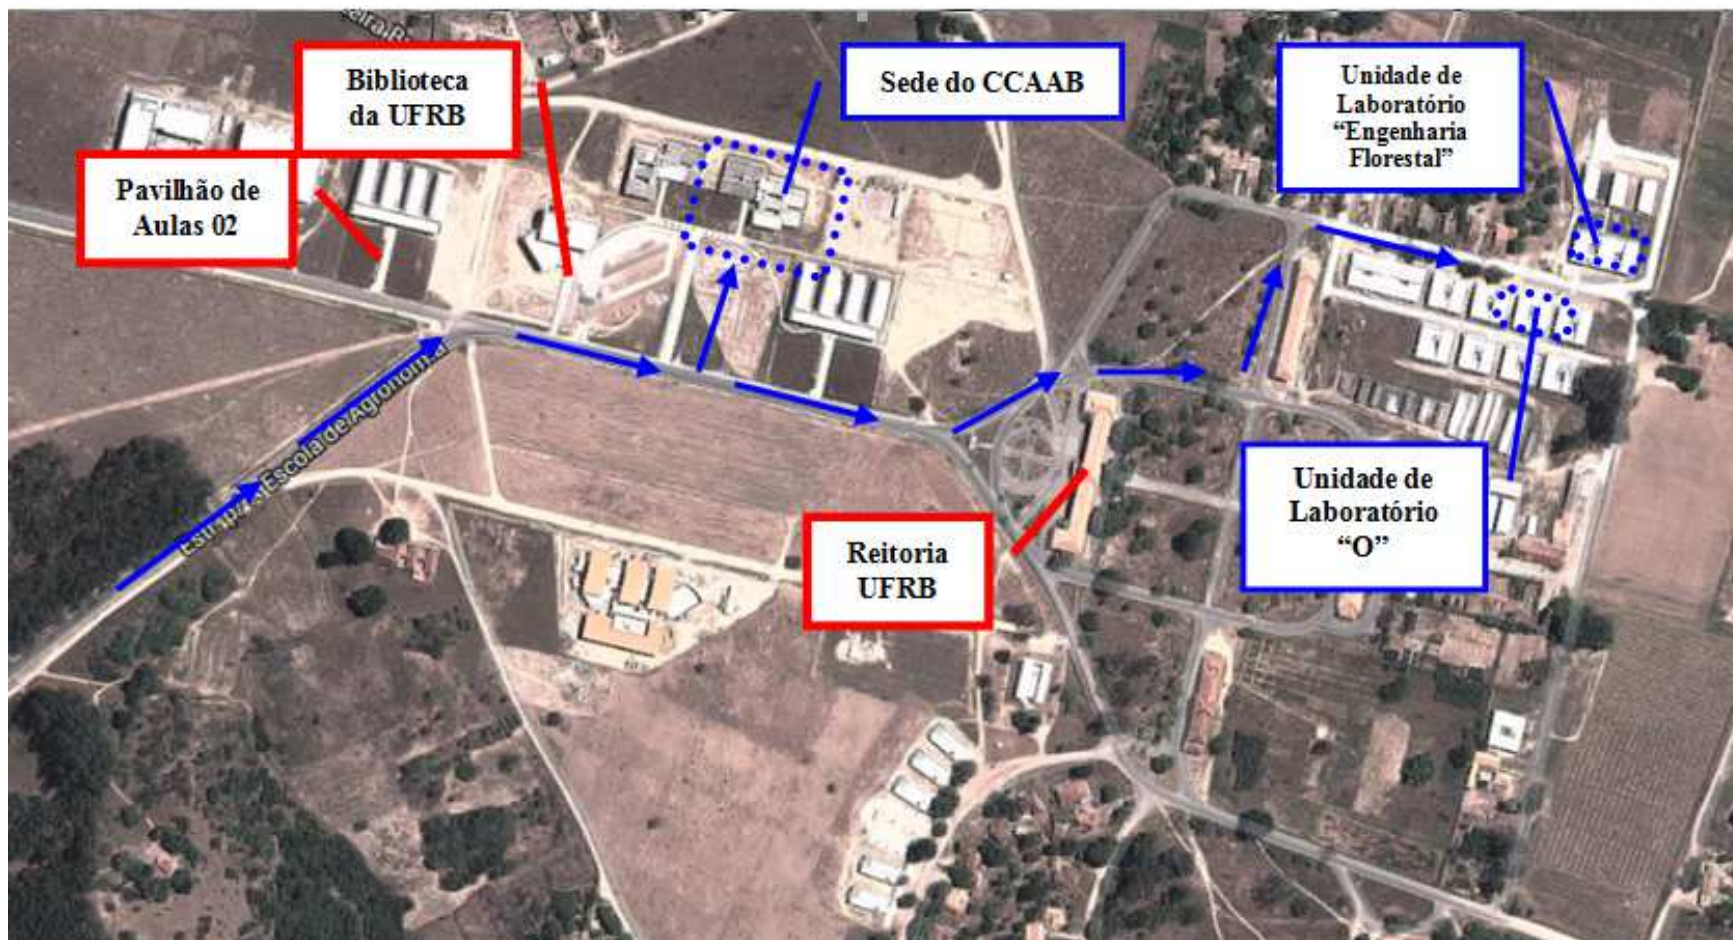 Biblioteca
da UFRB
Sede do CCAAB
Unidade de
Laboratório
“Engenharia
Florestal”
Pavilhão de
Aulas 02
Unidade de
Laboratório
“O”
Reitoria
UFRB
Escola de Agronomia